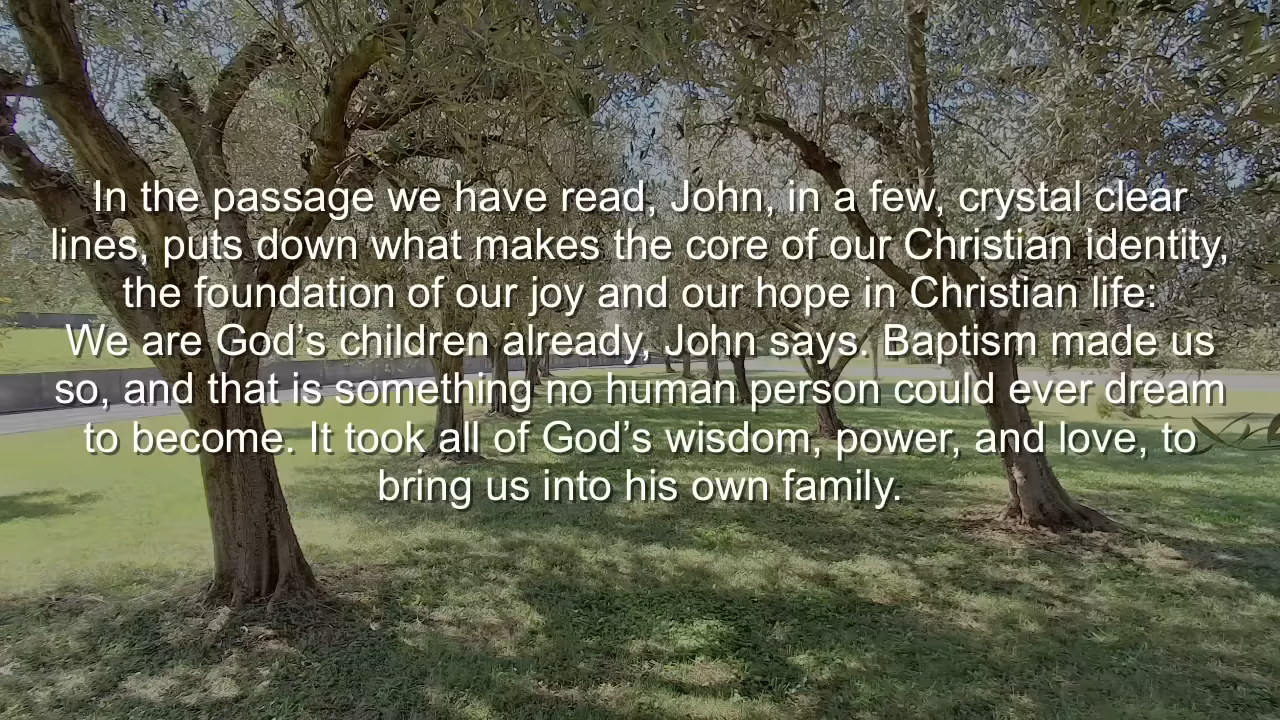 In the passage we have read, John, in a few, crystal clear
lines, puts down what makes the core of our Christian identity,
the foundation of our joy and our hope in Christian life:
We are God’s children already, John says. Baptism made us
so, and that is something no human person could ever dream
to become. It took all of God’s wisdom, power, and love, to
bring us into his own family.